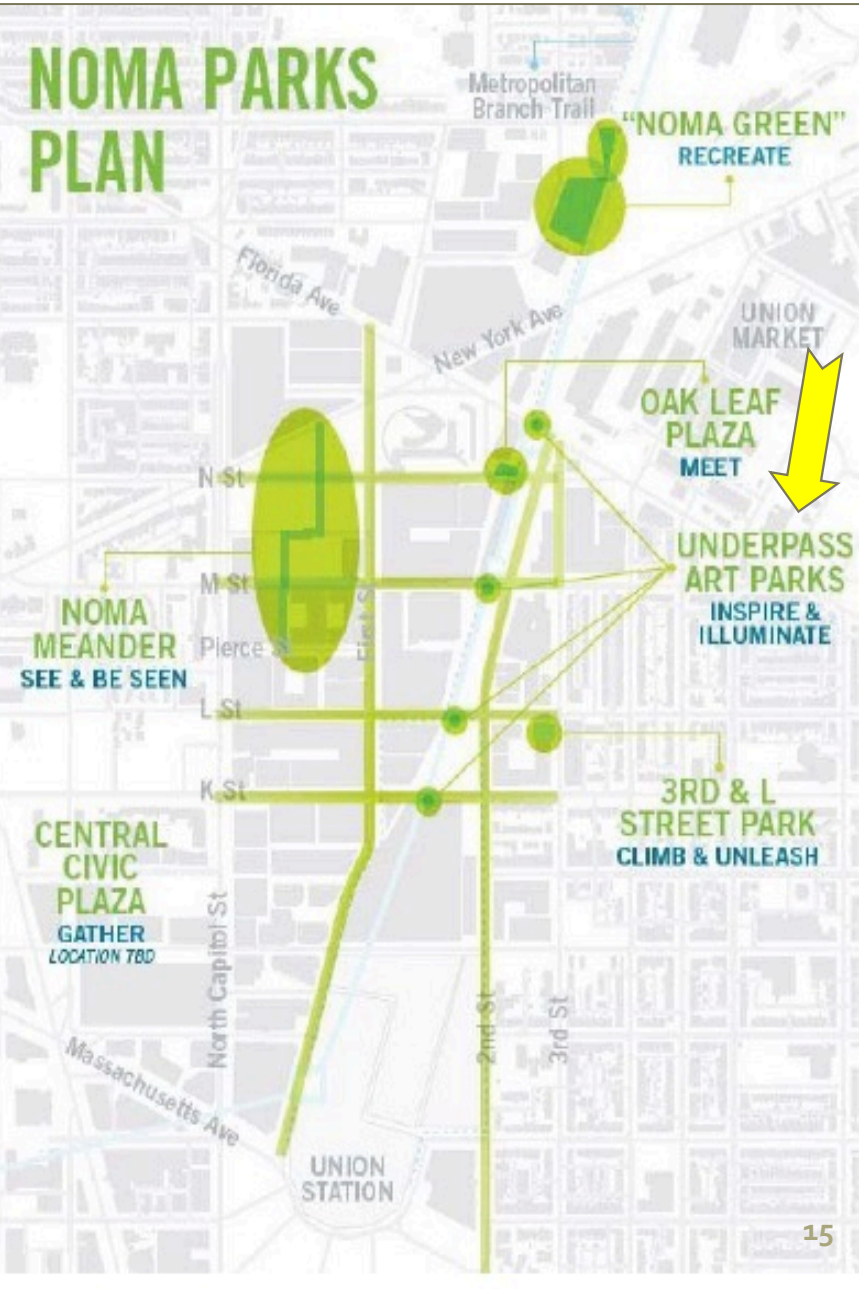 NOMA PARKS
PLAN
Metropolitan
Branch Trail
"NOMA GREEN"
RECREATE
Florida Ave
New York Ave
UNION
MARKET
OAK LEAF
PLAZA
MEET
N St
UNDERPASS
ART PARKS
INSPIRE &
ILLUMINATE
M St
First St
NOMA
MEANDER
SEE & BE SEEN
Pierce
L St
K St
3RD & L
STREET PARK
CLIMB & UNLEASH
CENTRAL
CIVIC
PLAZA
GATHER
LOCATION TBD
North Capitol St
2nd St
3rd St
Massachusetts Ave
UNION
STATION
15